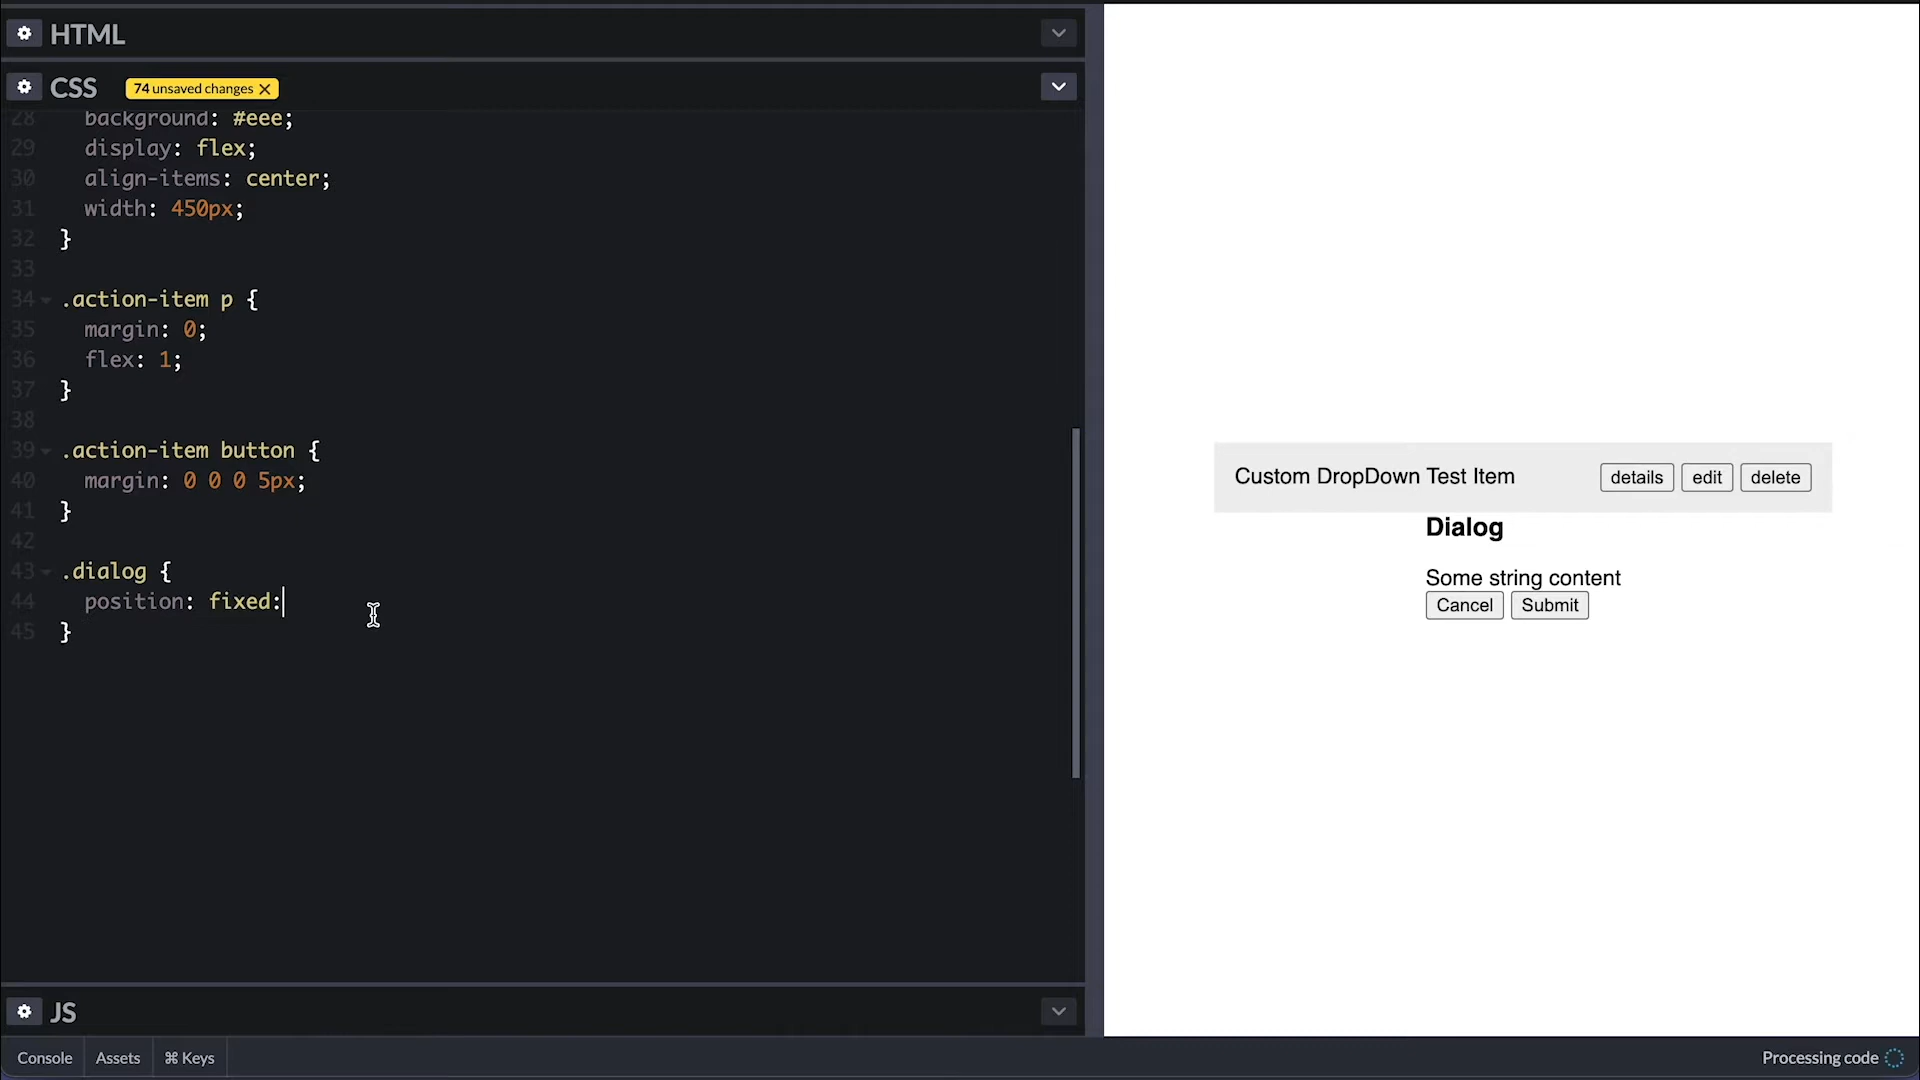 HTML
CSS 74 unsaved changes ×
28 background: #eee;
29 display: flex;
30 align-items: center;
31 width: 450px;
32 }
33
34 .action-item p {
35 margin: 0;
36 flex: 1;
37 }
38
39 .action-item button {
40 margin: 0 0 0 5px;
41 }
42
43 .dialog {
44 position: fixed:
45 }
JS
Console Assets ⌘ Keys
Custom DropDown Test Item details edit delete
Dialog
Some string content
Cancel Submit
Processing code